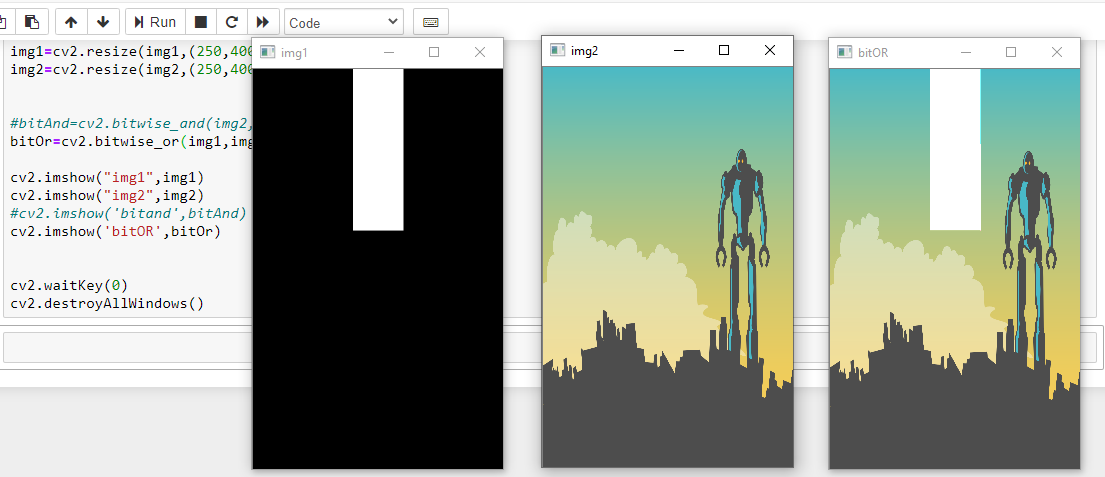 Run
Code
img1=cv2.resize(img1,(250,400
img2=cv2.resize(img2,(250,400
#bitAnd=cv2.bitwise_and(img2,
bitOr=cv2.bitwise_or(img1,img
cv2.imshow("img1",img1)
cv2.imshow("img2",img2)
#cv2.imshow('bitand',bitAnd)
cv2.imshow('bitOR',bitOr)
cv2.waitKey(0)
cv2.destroyAllWindows()
img1
img2
bitOR